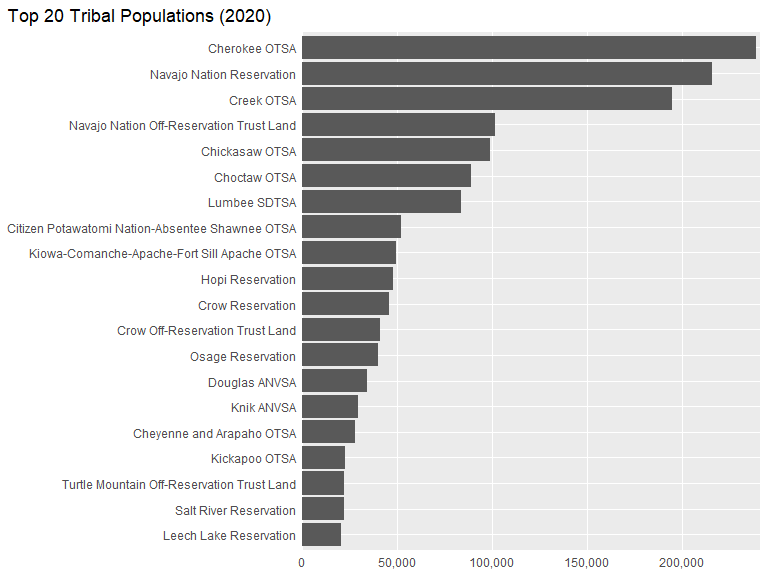 Top 20 Tribal Populations (2020)
Cherokee OTSA
Navajo Nation Reservation
Creek OTSA
Navajo Nation Off-Reservation Trust Land
Chickasaw OTSA
Choctaw OTSA
Lumbee SDTSA
Citizen Potawatomi Nation-Absentee Shawnee OTSA
Kiowa-Comanche-Apache-Fort Sill Apache OTSA
Hopi Reservation
Crow Reservation
Crow Off-Reservation Trust Land
Osage Reservation
Douglas ANVSA
Knik ANVSA
Cheyenne and Arapaho OTSA
Kickapoo OTSA
Turtle Mountain Off-Reservation Trust Land
Salt River Reservation
Leech Lake Reservation
0 50,000 100,000 150,000 200,000